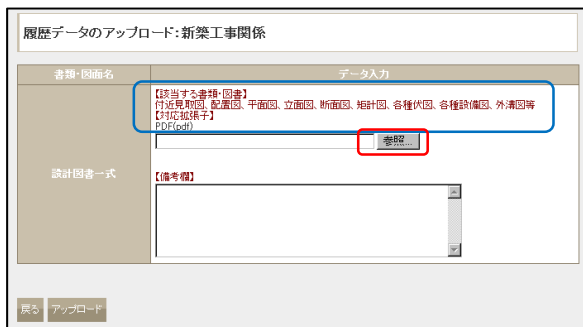 履歴データのアップロード:新築工事関係
書類・図面名
データ入力
【該当する書類・図書】
付近見取図、配置図、平面図、立面図、断面図、矩計図、各種伏図、各種設備図、外溝図等
【対応拡張子】
PDF(pdf)
参照...
設計図書一式
【備考欄】
戻る アップロード